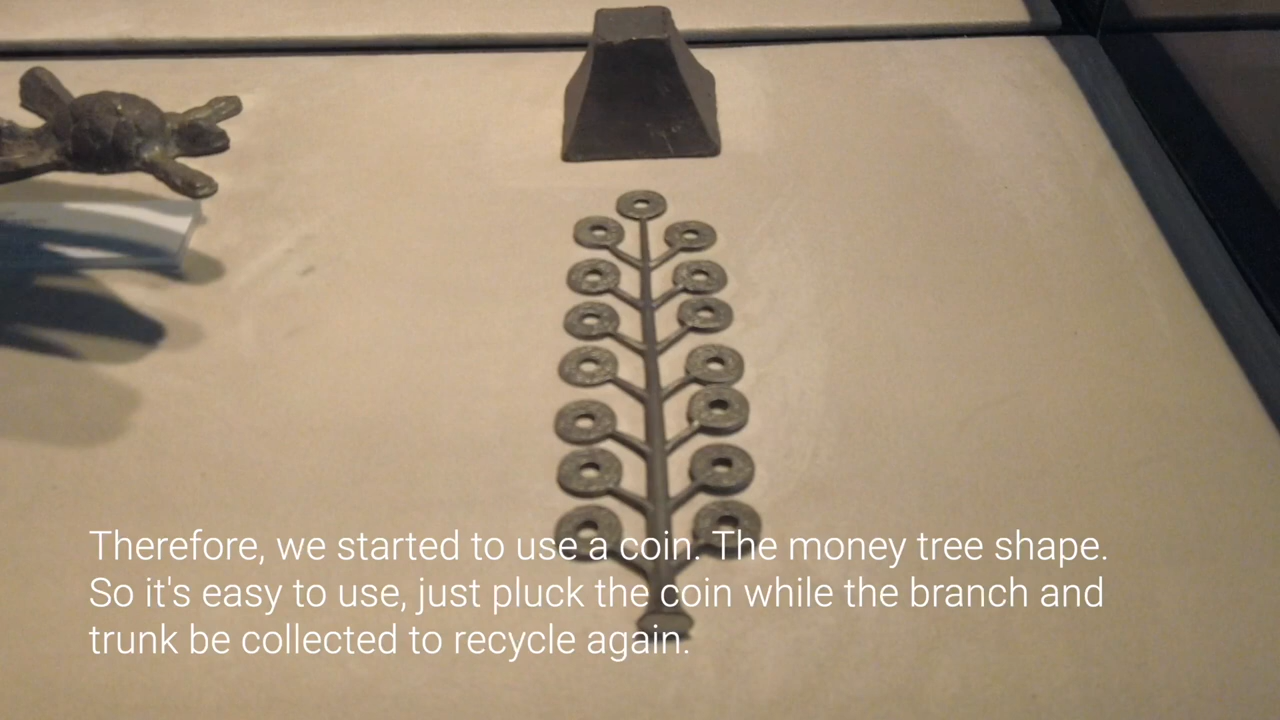 Therefore, we started to use a coin. The money tree shape.
So it's easy to use, just pluck the coin while the branch and
trunk be collected to recycle again.